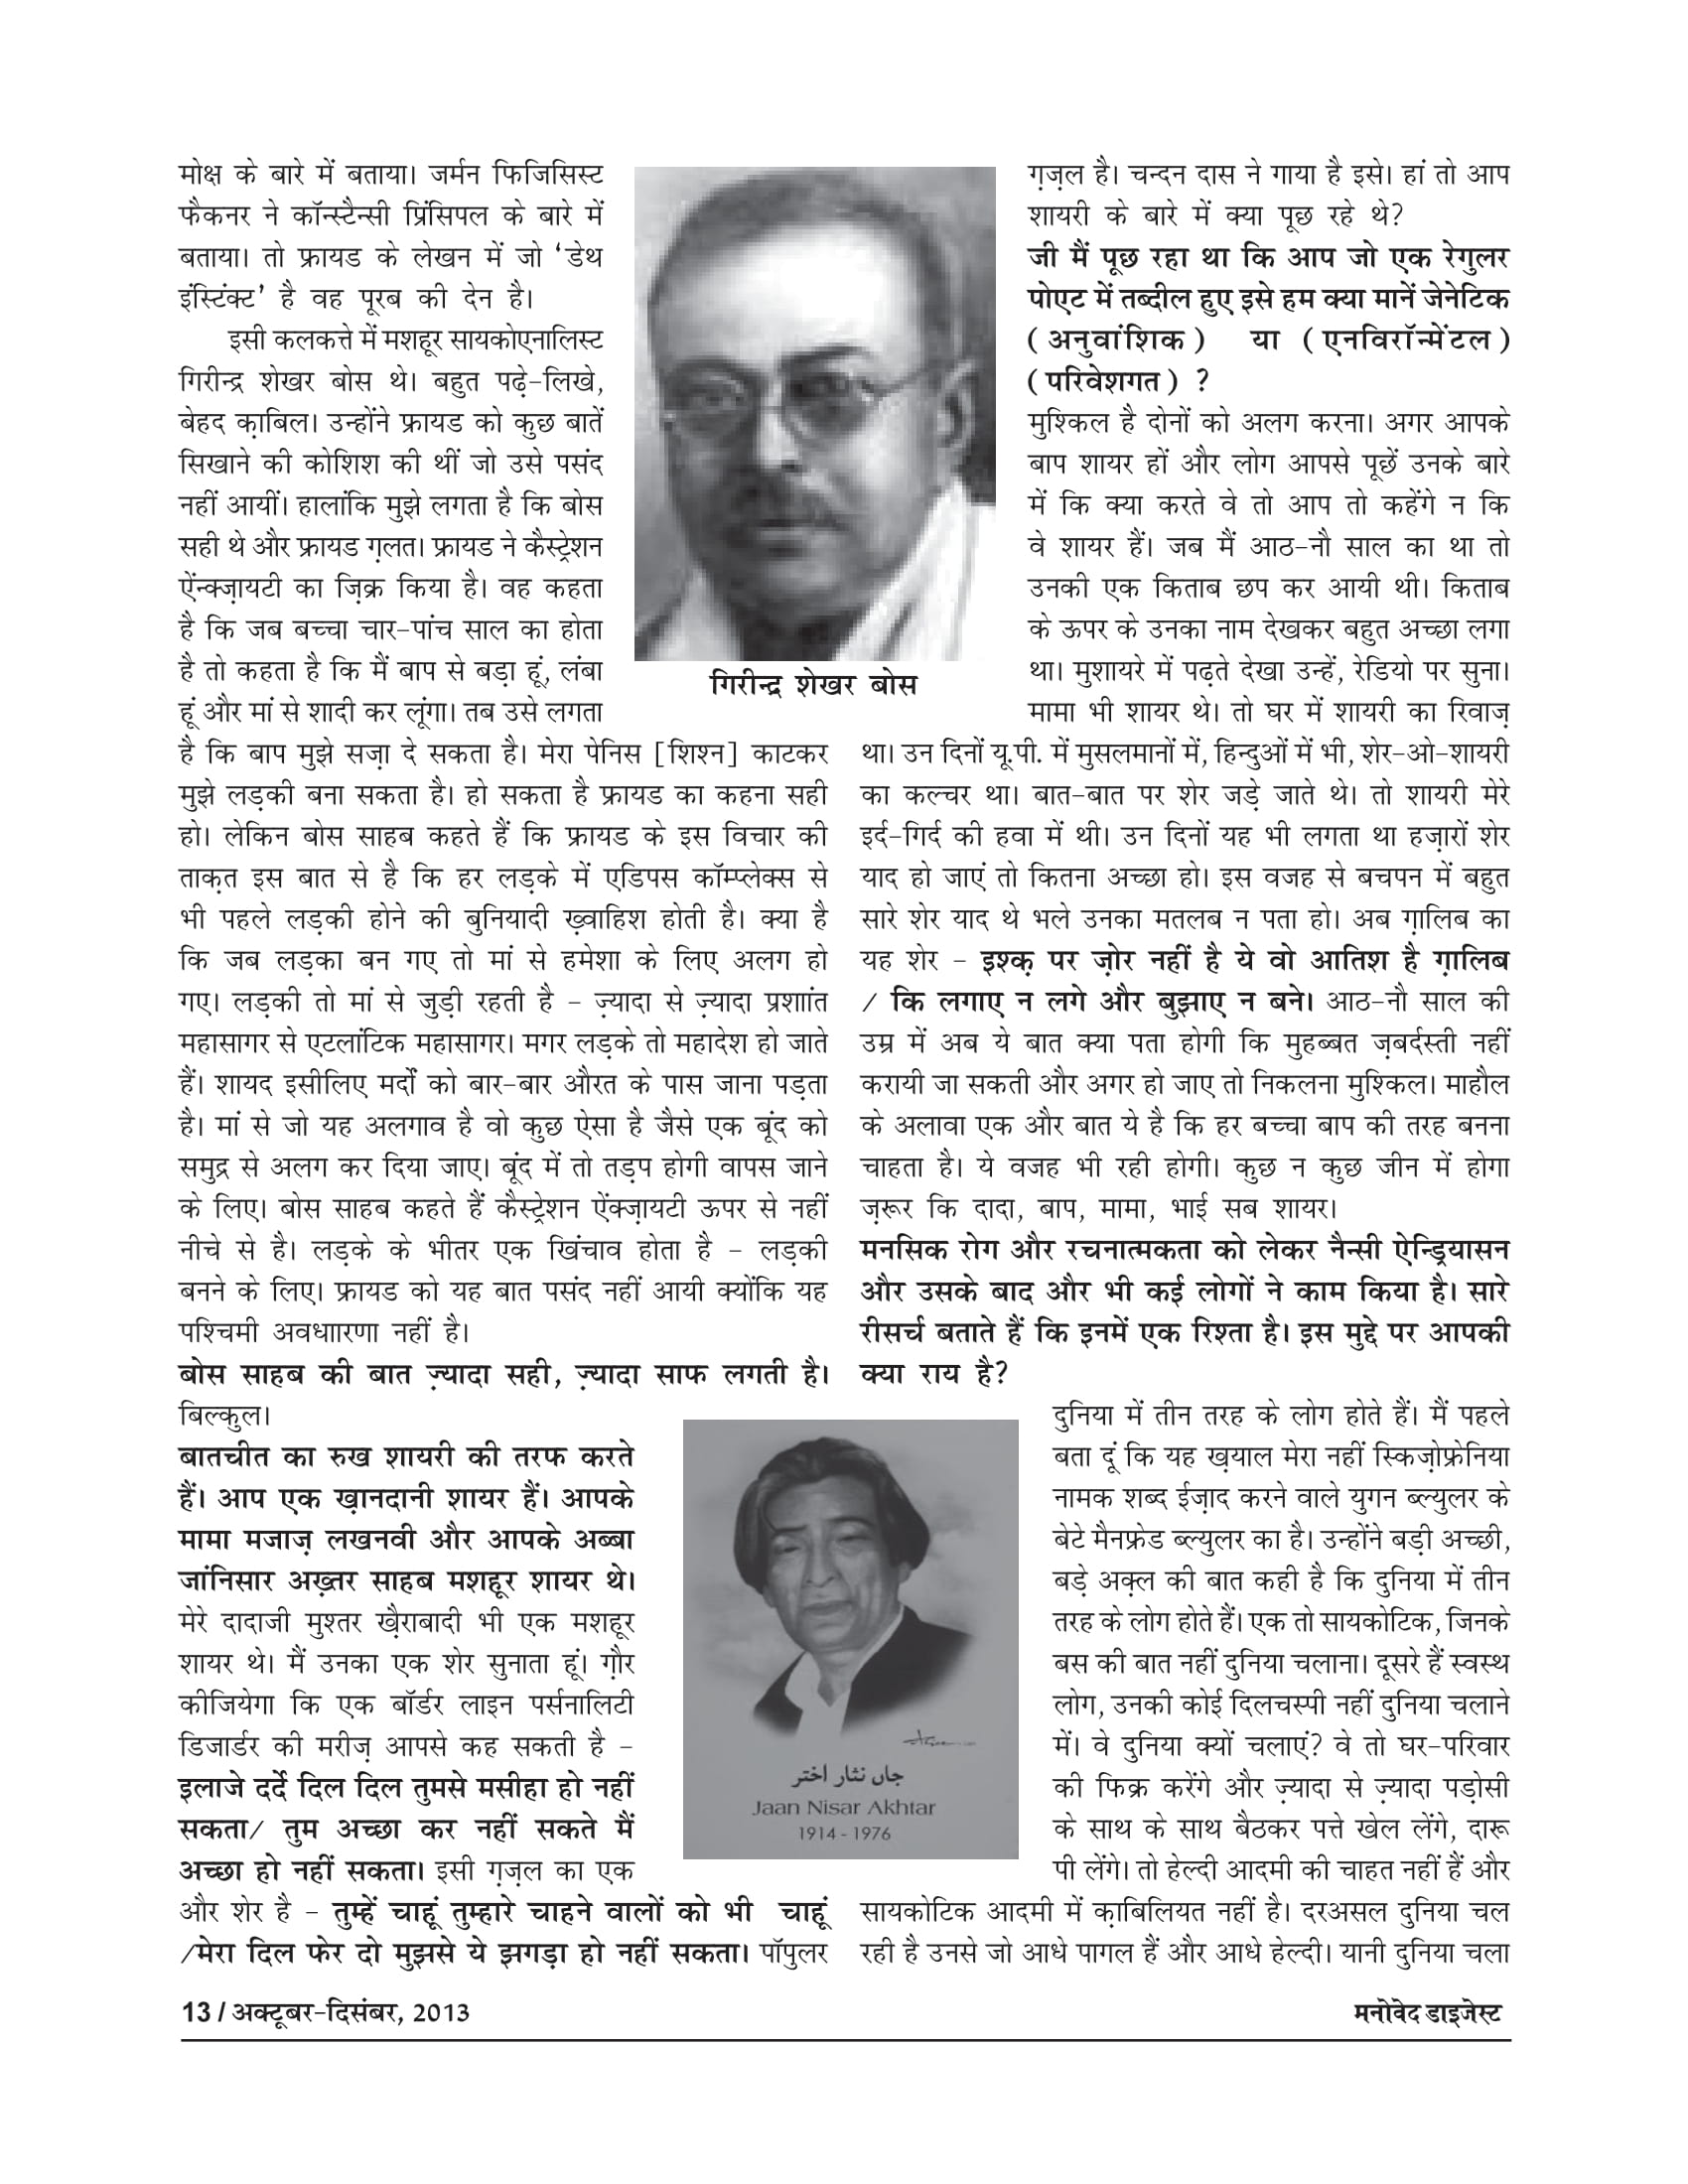 मोक्ष के बारे में बताया। जर्मन फिजिसिस्ट
फैकनर ने कॉन्स्टैन्सी प्रिंसिपल के बारे में
बताया। तो फ्रायड के लेखन में जो ‘डेथ
इंस्टिंक्ट’ है वह पूरब की देन है।
इसी कलकत्ते में मशहूर सायकोएनालिस्ट
गिरीन्द्र शेखर बोस थे। बहुत पढ़े-लिखे,
बेहद क़ाबिल। उन्होंने फ्रायड को कुछ बातें
सिखाने की कोशिश की थीं जो उसे पसंद
नहीं आयीं। हालांकि मुझे लगता है कि बोस
सही थे और फ्रायड ग़लत। फ्रायड ने कैस्ट्रेशन
ऐंन्क्ज़ायटी का ज़िक्र किया है। वह कहता
है कि जब बच्चा चार-पांच साल का होता
है तो कहता है कि मैं बाप से बड़ा हूं, लंबा
हूं और मां से शादी कर लूंगा। तब उसे लगता
है कि बाप मुझे सज़ा दे सकता है। मेरा पेनिस [शिश्न] काटकर
मुझे लड़की बना सकता है। हो सकता है फ्रायड का कहना सही
हो। लेकिन बोस साहब कहते हैं कि फ्रायड के इस विचार की
ताक़त इस बात से है कि हर लड़के में एडिपस कॉम्प्लेक्स से
भी पहले लड़की होने की बुनियादी ख़्वाहिश होती है। क्या है
कि जब लड़का बन गए तो मां से हमेशा के लिए अलग हो
गए। लड़की तो मां से जुड़ी रहती है - ज़्यादा से ज़्यादा प्रशाांत
महासागर से एटलांटिक महासागर। मगर लड़के तो महादेश हो जाते
हैं। शायद इसीलिए मर्दों को बार-बार औरत के पास जाना पड़ता
है। मां से जो यह अलगाव है वो कुछ ऐसा है जैसे एक बूंद को
समुद्र से अलग कर दिया जाए। बूंद में तो तड़प होगी वापस जाने
के लिए। बोस साहब कहते हैं कैस्ट्रेशन ऐंक्ज़ायटी ऊपर से नहीं
नीचे से है। लड़के के भीतर एक खिंचाव होता है - लड़की
बनने के लिए। फ्रायड को यह बात पसंद नहीं आयी क्योंकि यह
पश्चिमी अवधाारणा नहीं है।
बोस साहब की बात ज़्यादा सही, ज़्यादा साफ लगती है।
बिल्कुल।
बातचीत का रुख शायरी की तरफ करते
हैं। आप एक ख़ानदानी शायर हैं। आपके
मामा मजाज़ लखनवी और आपके अब्बा
जांनिसार अख़्तर साहब मशहूर शायर थे।
मेरे दादाजी मुश्तर खै़राबादी भी एक मशहूर
शायर थे। मैं उनका एक शेर सुनाता हूं। ग़ौर
कीजियेगा कि एक बॉर्डर लाइन पर्सनालिटी
डिजार्डर की मरीज़ आपसे कह सकती है -
इलाजे दर्दे दिल दिल तुमसे मसीहा हो नहीं
सकता/ तुम अच्छा कर नहीं सकते मैं
अच्छा हो नहीं सकता। इसी ग़ज़ल का एक
और शेर है - तुम्हें चाहूं तुम्हारे चाहने वालों को भी चाहूं
/मेरा दिल फेर दो मुझसे ये झगड़ा हो नहीं सकता। पॉपुलर
गिरीन्द्र शेखर बोस
ग़ज़ल है। चन्दन दास ने गाया है इसे। हां तो आप
शायरी के बारे में क्या पूछ रहे थे?
जी मैं पूछ रहा था कि आप जो एक रेगुलर
पोएट में तब्दील हुए इसे हम क्या मानें जेनेटिक
(अनुवांशिक) या (एनविरॉन्मेंटल)
(परिवेशगत) ?
मुश्किल है दोनों को अलग करना। अगर आपके
बाप शायर हों और लोग आपसे पूछें उनके बारे
में कि क्या करते वे तो आप तो कहेंगे न कि
वे शायर हैं। जब मैं आठ-नौ साल का था तो
उनकी एक किताब छप कर आयी थी। किताब
के ऊपर के उनका नाम देखकर बहुत अच्छा लगा
था। मुशायरे में पढ़ते देखा उन्हें, रेडियो पर सुना।
मामा भी शायर थे। तो घर में शायरी का रिवाज़
था। उन दिनों यू.पी. में मुसलमानों में, हिन्दुओं में भी, शेर-ओ-शायरी
का कल्चर था। बात-बात पर शेर जड़े जाते थे। तो शायरी मेरे
इर्द-गिर्द की हवा में थी। उन दिनों यह भी लगता था हज़ारों शेर
याद हो जाएं तो कितना अच्छा हो। इस वजह से बचपन में बहुत
सारे शेर याद थे भले उनका मतलब न पता हो। अब ग़ालिब का
यह शेर - इश्क़ पर ज़ोर नहीं है ये वो आतिश है ग़ालिब
/ कि लगाए न लगे और बुझाए न बने। आठ-नौ साल की
उम्र में अब ये बात क्या पता होगी कि मुहब्बत ज़बर्दस्ती नहीं
करायी जा सकती और अगर हो जाए तो निकलना मुश्किल। माहौल
के अलावा एक और बात ये है कि हर बच्चा बाप की तरह बनना
चाहता है। ये वजह भी रही होगी। कुछ न कुछ जीन में होगा
ज़रूर कि दादा, बाप, मामा, भाई सब शायर।
मनसिक रोग और रचनात्मकता को लेकर नैन्सी ऐन्ड्रियासन
और उसके बाद और भी कई लोगों ने काम किया है। सारे
रीसर्च बताते हैं कि इनमें एक रिश्ता है। इस मुद्दे पर आपकी
क्या राय है?
दुनिया में तीन तरह के लोग होते हैं। मैं पहले
बता दूं कि यह ख़याल मेरा नहीं स्किज़ोफ्रेनिया
नामक शब्द ईज़ाद करने वाले युगन ब्ल्युलर के
बेटे मैनफ्रेड ब्ल्युलर का है। उन्होंने बड़ी अच्छी,
बड़े अक़्ल की बात कही है कि दुनिया में तीन
तरह के लोग होते हैं। एक तो सायकोटिक, जिनके
बस की बात नहीं दुनिया चलाना। दूसरे हैं स्वस्थ
लोग, उनकी कोई दिलचस्पी नहीं दुनिया चलाने
में। वे दुनिया क्यों चलाएं? वे तो घर-परिवार
की फिक्र करेंगे और ज़्यादा से ज़्यादा पड़ोसी
के साथ के साथ बैठकर पत्ते खेल लेंगे, दारू
पी लेंगे। तो हेल्दी आदमी की चाहत नहीं हैं और
सायकोटिक आदमी में क़ाबिलियत नहीं है। दरअसल दुनिया चल
रही है उनसे जो आधे पागल हैं और आधे हेल्दी। यानी दुनिया चला
جاں نثار اختر
Jaan Nisar Akhtar
1914 - 1976
13 / अक्टूबर-दिसंबर, 2013
मनोवेद डाइजेस्ट